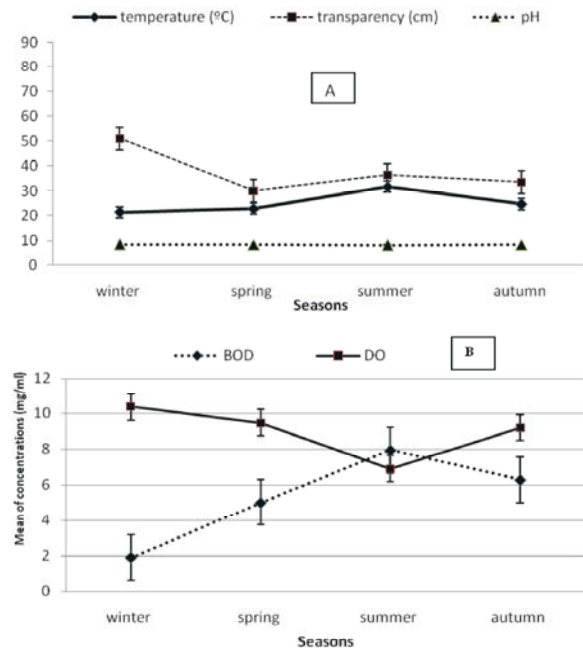 temperature (ºC) transparency (cm) pH
A
90
80
70
60
50
40
30
20
10
0
winter spring summer autumn
Seasons
B
BOD DO
Mean of concentrations (mg/ml)
12
10
8
6
4
2
0
winter spring summer autumn
Seasons